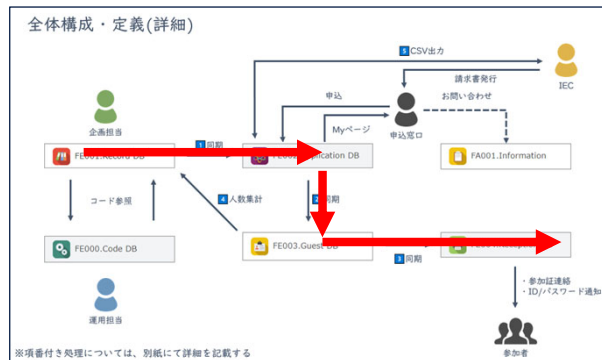 全体構成・定義(詳細)
5 CSV出力
請求書発行
IEC
申込
お問い合わせ
企画担当
Myページ
申込窓口
1 同期
FE001.Record DB
Application DB
FA001.Information
コード参照
4 人数集計
2 同期
FE000.Code DB
FE003.Guest DB
3 同期
運用担当
・参加証連絡
・ID/パスワード通知
参加者
※項番付き処理については、別紙にて詳細を記載する